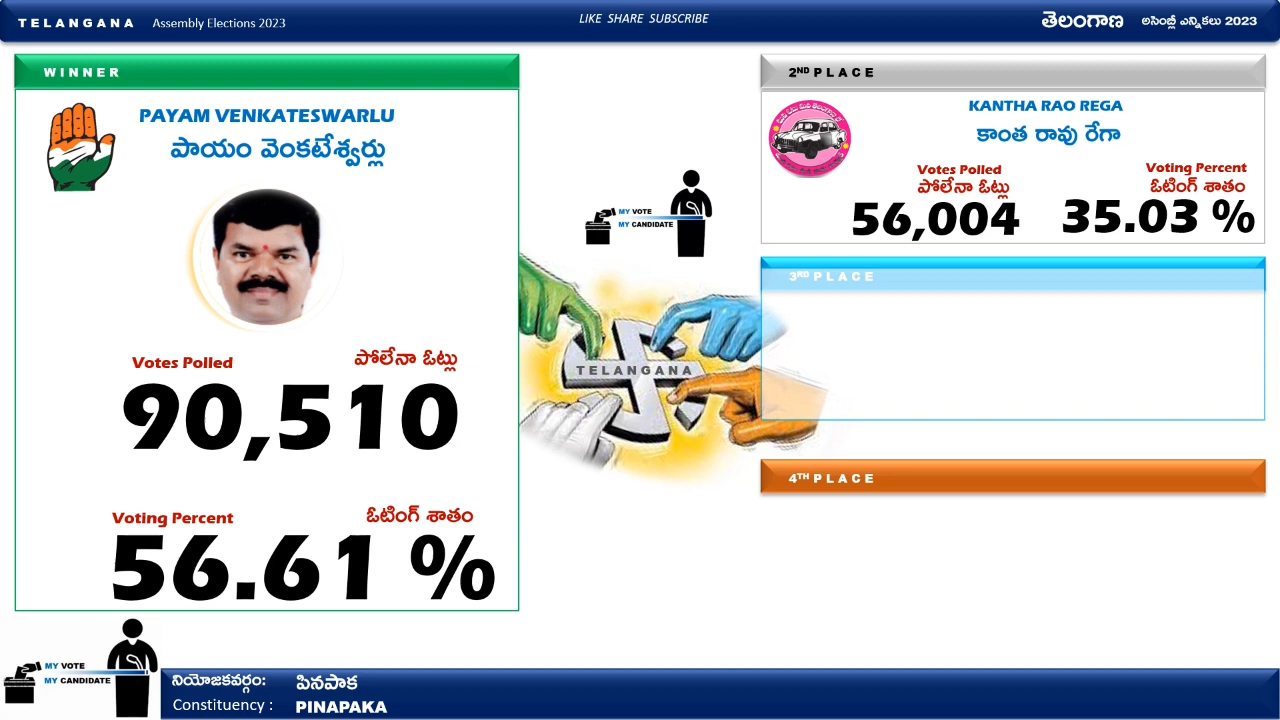 TELANGANA Assembly Elections 2023
LIKE SHARE SUBSCRIBE
తెలంగాణ అసెంబ్లీ ఎన్నికలు 2023
WINNER
PAYAM VENKATESWARLU
పాయం వెంకటేశ్వర్లు
Votes Polled పోలేనా ఓట్లు
90,510
Voting Percent ఓటింగ్ శాతం
56.61 %
MY VOTE
MY CANDIDATE
TELANGANA
2ND PLACE
KANTHA RAO REGA
కాంత రావు రేగా
Votes Polled
పోలేనా ఓట్లు
56,004
Voting Percent
ఓటింగ్ శాతం
35.03 %
3RD PLACE
4TH PLACE
MY VOTE
MY CANDIDATE
నియోజకవర్గం: పినపాక
Constituency : PINAPAKA